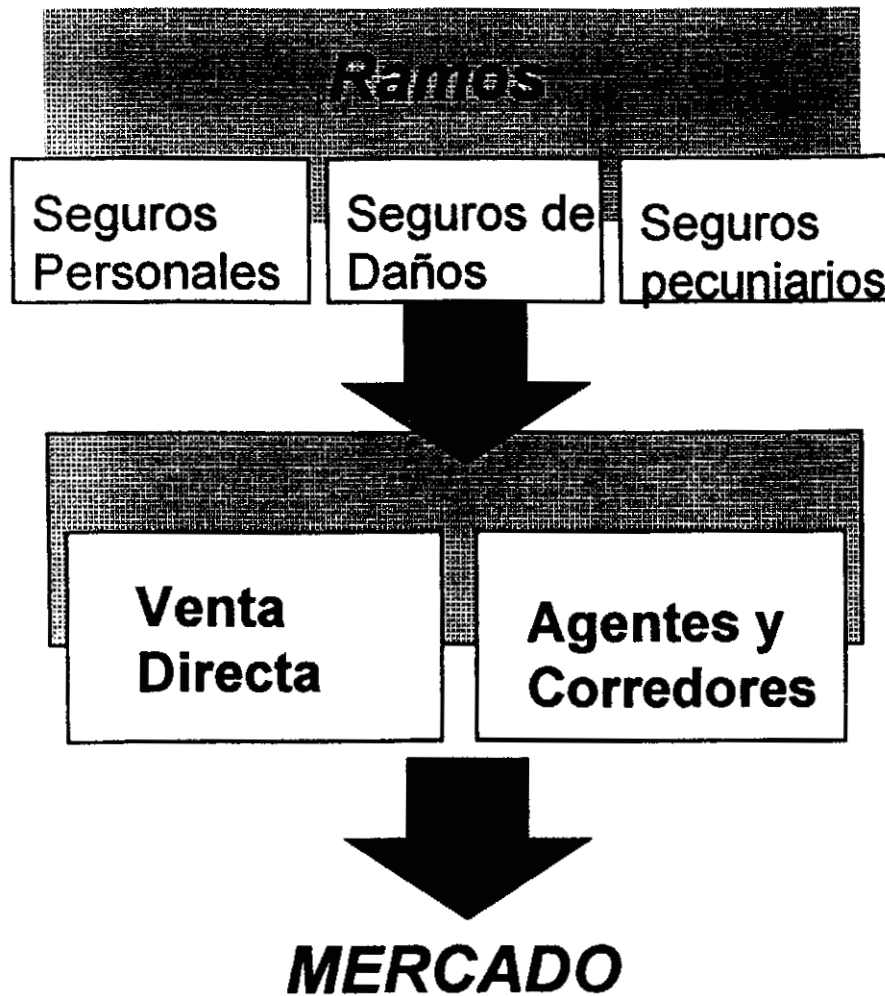 Ramos
Seguros
Personales
Seguros de
Daños
Seguros
pecuniarios
Venta
Directa
Agentes y
Corredores
MERCADO